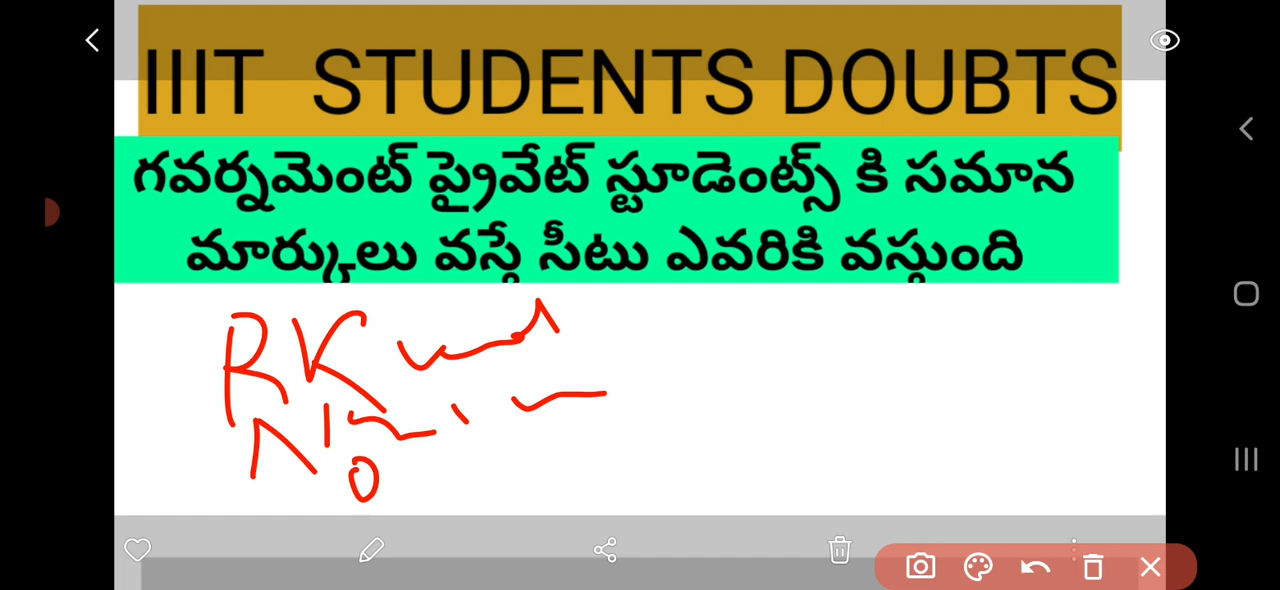 IIIT STUDENTS DOUBTS
గవర్నమెంట్ ప్రైవేట్ స్టూడెంట్స్ కి సమాన
మార్కులు వస్తే సీటు ఎవరికి వస్తుంది
RK